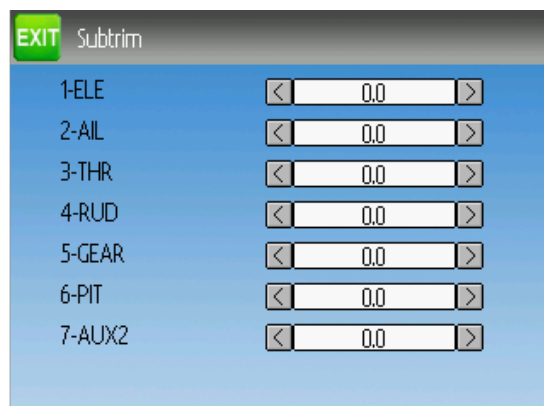 EXIT Subtrim
1-ELE < 0.0 >
2-AIL < 0.0 >
3-THR < 0.0 >
4-RUD < 0.0 >
5-GEAR < 0.0 >
6-PIT < 0.0 >
7-AUX2 < 0.0 >